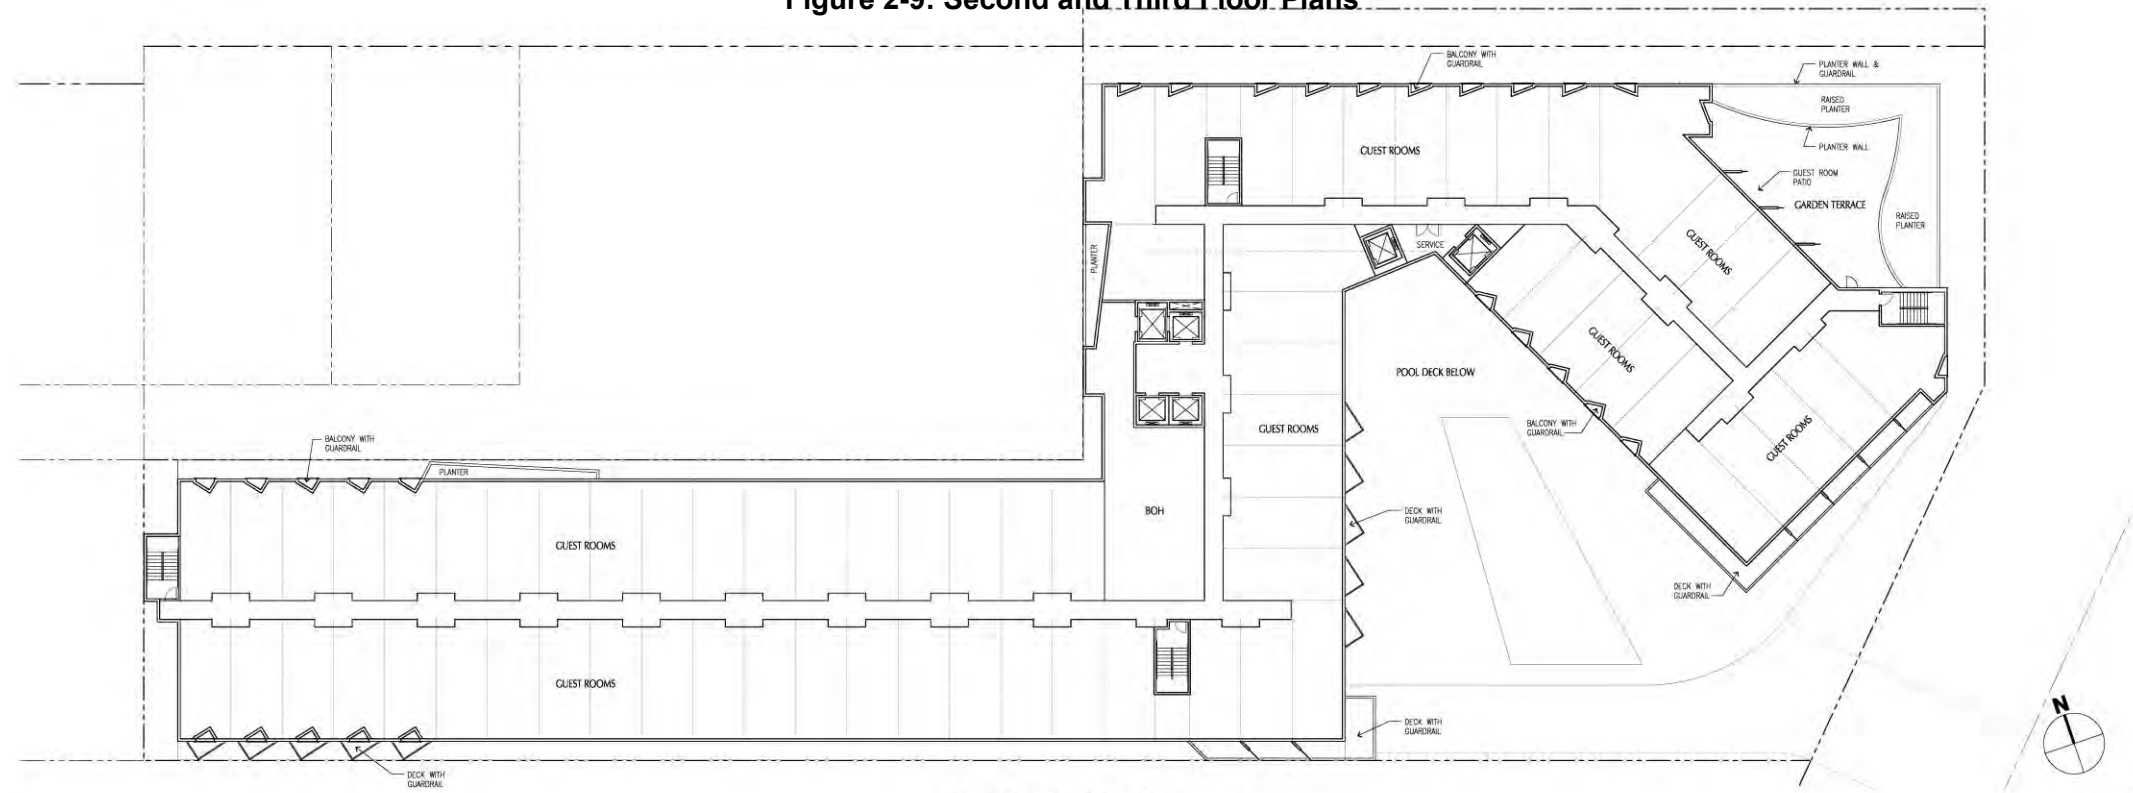 Figure 2-9: Second and Third Floor Plans
BALCONY WITH
GUARDRAIL
PLANTER WALL &
GUARDRAIL
RAISED
PLANTER
GUEST ROOMS
PLANTER WALL
GUEST ROOM
PATIO
GARDEN TERRACE
RAISED
PLANTER
SERVICE
PLANTER
GUEST ROOMS
GUEST ROOMS
POOL DECK BELOW
GUEST ROOMS
BALCONY WITH
GUARDRAIL
GUEST ROOMS
BALCONY WITH
GUARDRAIL
PLANTER
BOH
DECK WITH
GUARDRAIL
GUEST ROOMS
DECK WITH
GUARDRAIL
GUEST ROOMS
DECK WITH
GUARDRAIL
DECK WITH
GUARDRAIL
N